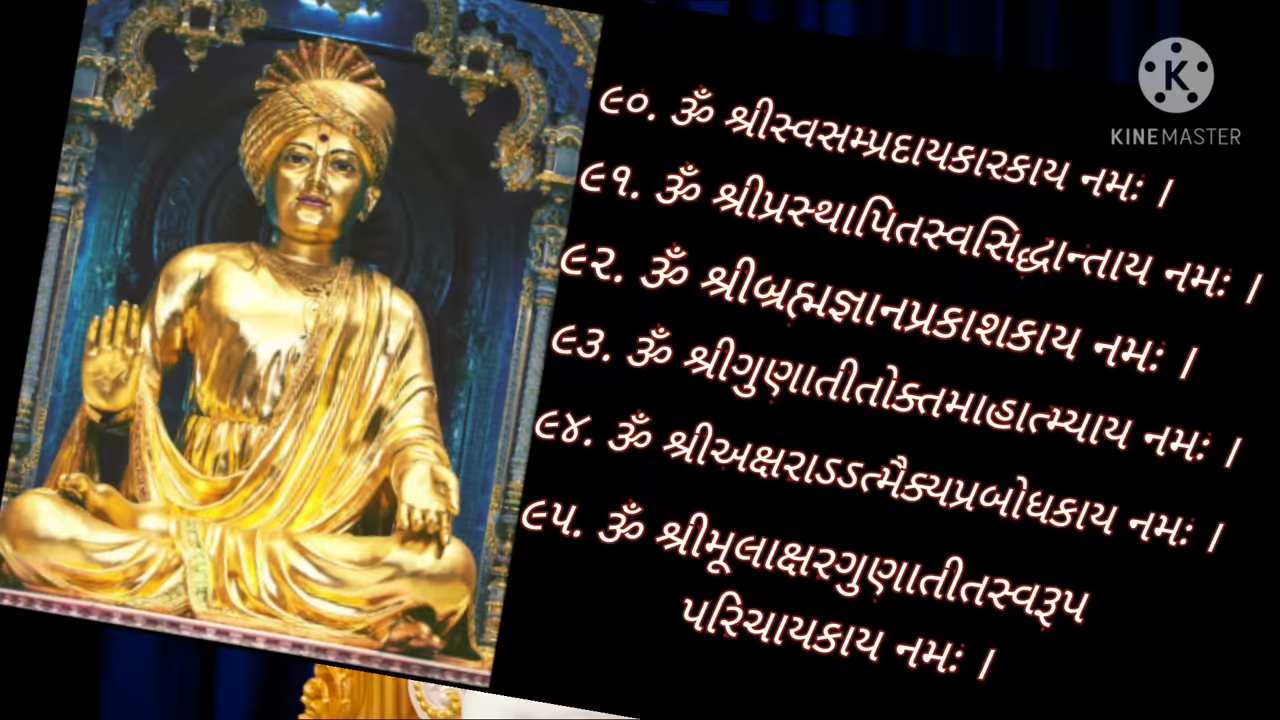 ૯૦. ૐ શ્રીસ્વસમ્પ્રદાયકારકાય નમઃ |
૯૧. ૐ શ્રીપ્રસ્થાપિતસ્વસિદ્ધાન્તાય નમઃ |
૯૨. ૐ શ્રીબ્રહ્મજ્ઞાનપ્રકાશકાય નમઃ |
૯૩. ૐ શ્રીગુણાતીતોક્તમાહાત્મ્યાય નમઃ |
૯૪. ૐ શ્રીઅક્ષરાઽઽત્મૈક્યપ્રબોધકાય નમઃ |
૯૫. ૐ શ્રીમૂલાક્ષરગુણાતીતસ્વરૂપ
પરિચાયકાય નમઃ |
K
KINEMASTER